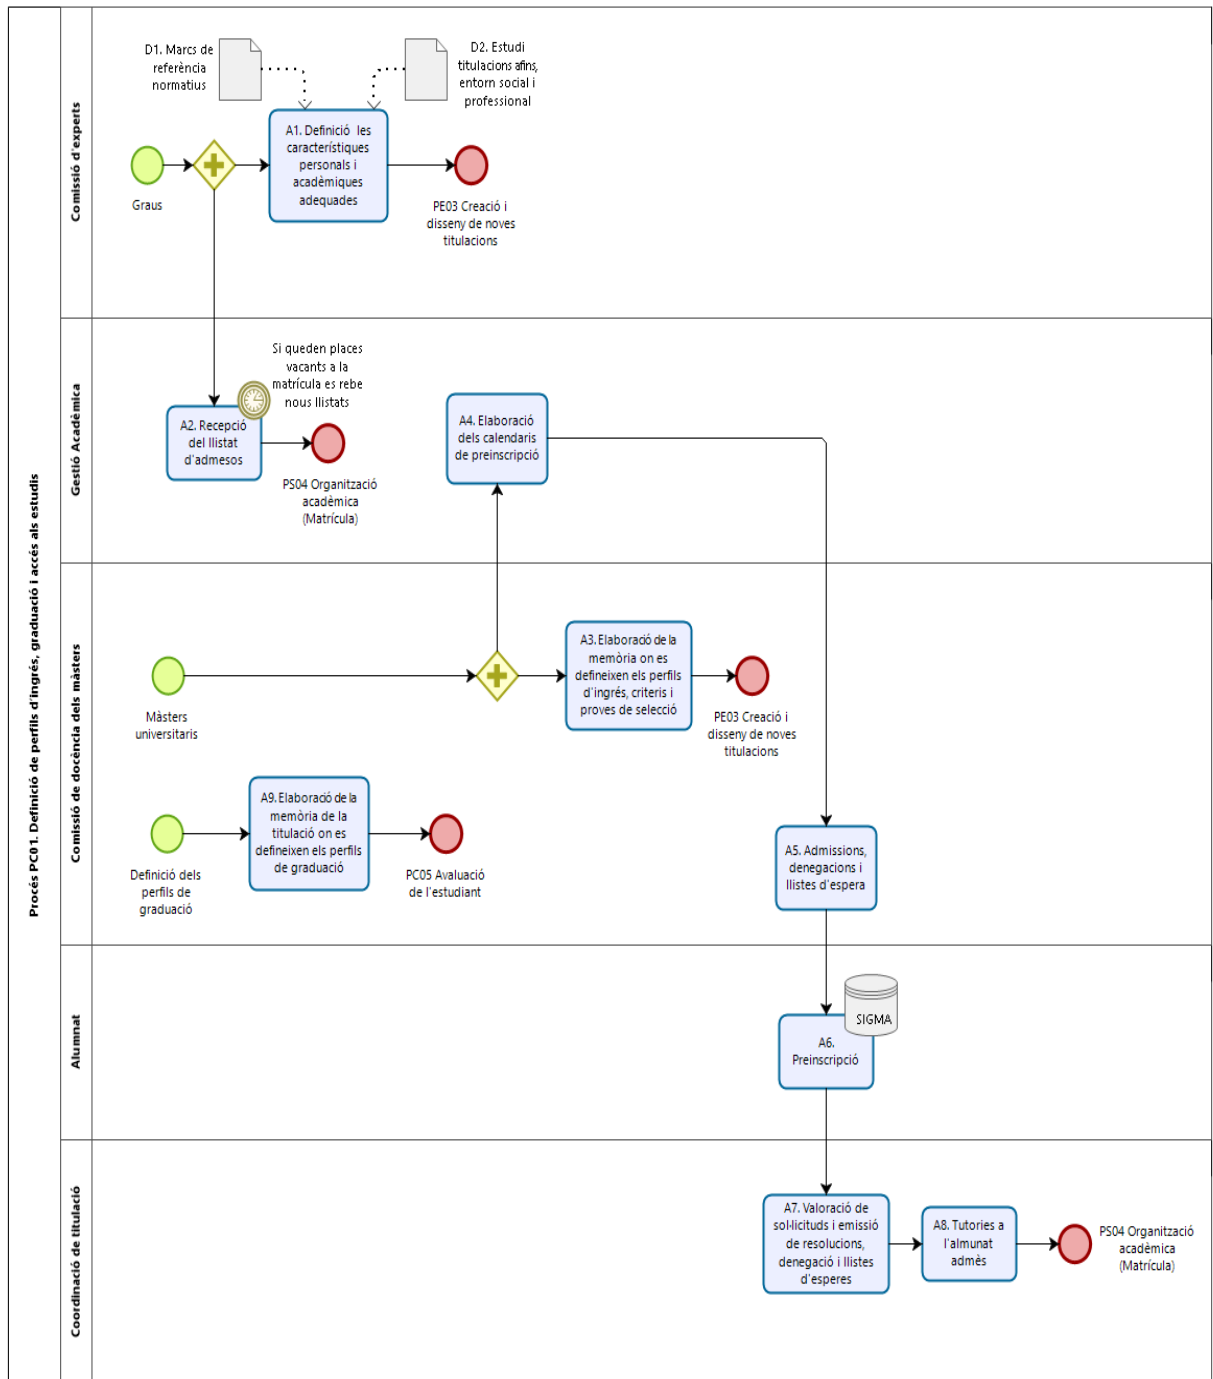 Procés PC01. Definició de perfils d'ingrés, graduació i accés als estudis
Comissió d'experts
D1. Marcs de
referència
normatius
D2. Estudi
titulacions afins,
entorn social i
professional
Graus
A1. Definició les
característiques
personals i
acadèmiques
adequades
PE03 Creació i
disseny de noves
titulacions
Gestió Acadèmica
Si queden places
vacants a la
matrícula es rebe
nous llistats
A2. Recepció
del llistat
d'admesos
PS04 Organització
acadèmica
(Matrícula)
A4. Elaboració
dels calendaris
de preinscripció
Comissió de docència dels màsters
Màsters
universitaris
A3. Elaboració de la
memòria on es
defineixen els perfils
d'ingrés, criteris i
proves de selecció
PE03 Creació i
disseny de noves
titulacions
Definició dels
perfils de
graduació
A9. Elaboració de la
memòria de la
titulació on es
defineixen els perfils
de graduació
PC05 Avaluació
de l'estudiant
A5. Admissions,
denegacions i
llistes d'espera
Alumnat
SIGMA
A6.
Preinscripció
Coordinació de titulació
A7. Valoració de
sol·licituds i emissió
de resolucions,
denegació i llistes
d'esperes
A8. Tutories a
l'almunat
admès
PS04 Organització
acadèmica
(Matrícula)